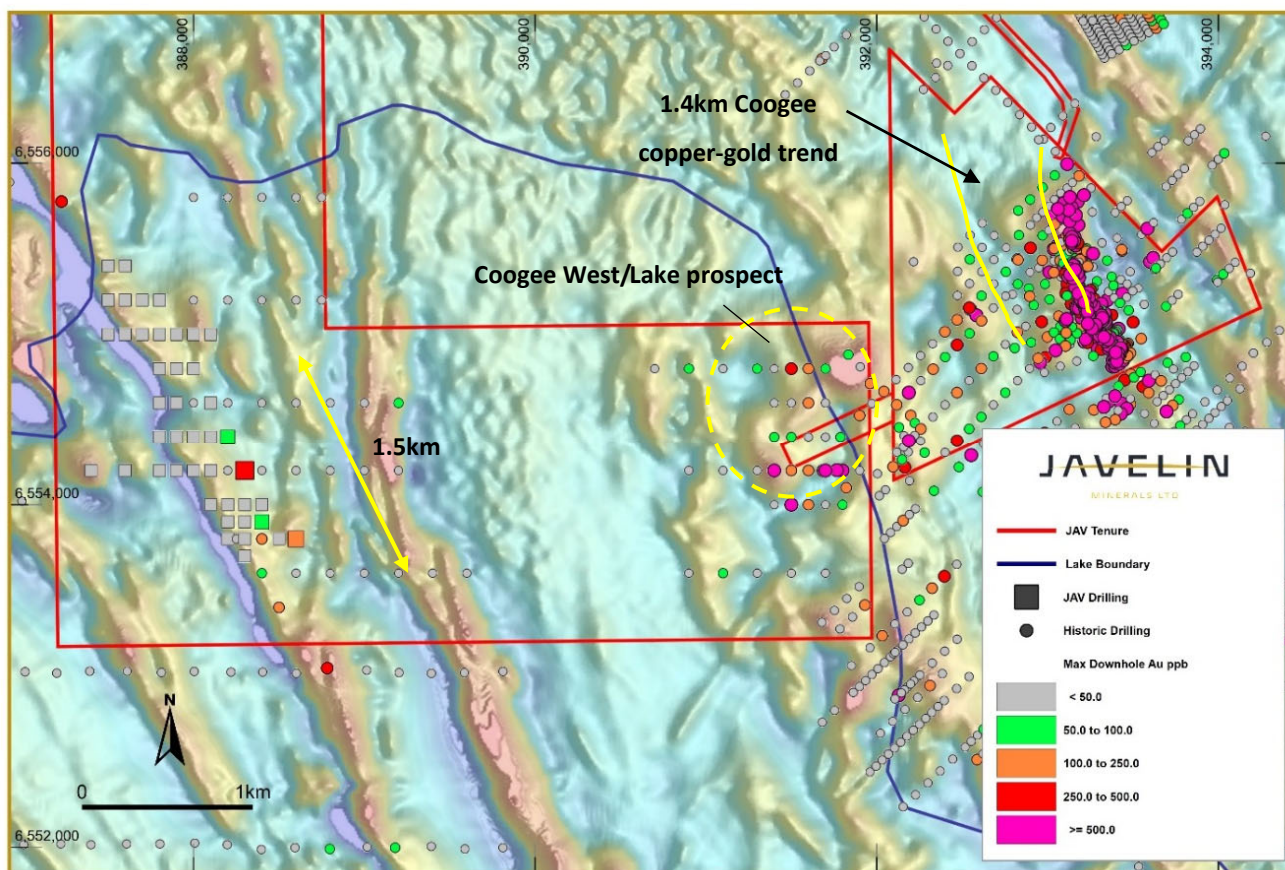 388,000
390,000
392,000
394,000
6,556,000
6,554,000
6,552,000
1.4km Coogee
copper-gold trend
Coogee West/Lake prospect
1.5km
N
0
1km
JAVELIN
MINERALS LTD
JAV Tenure
Lake Boundary
JAV Drilling
Historic Drilling
Max Downhole Au ppb
< 50.0
50.0 to 100.0
100.0 to 250.0
250.0 to 500.0
>= 500.0